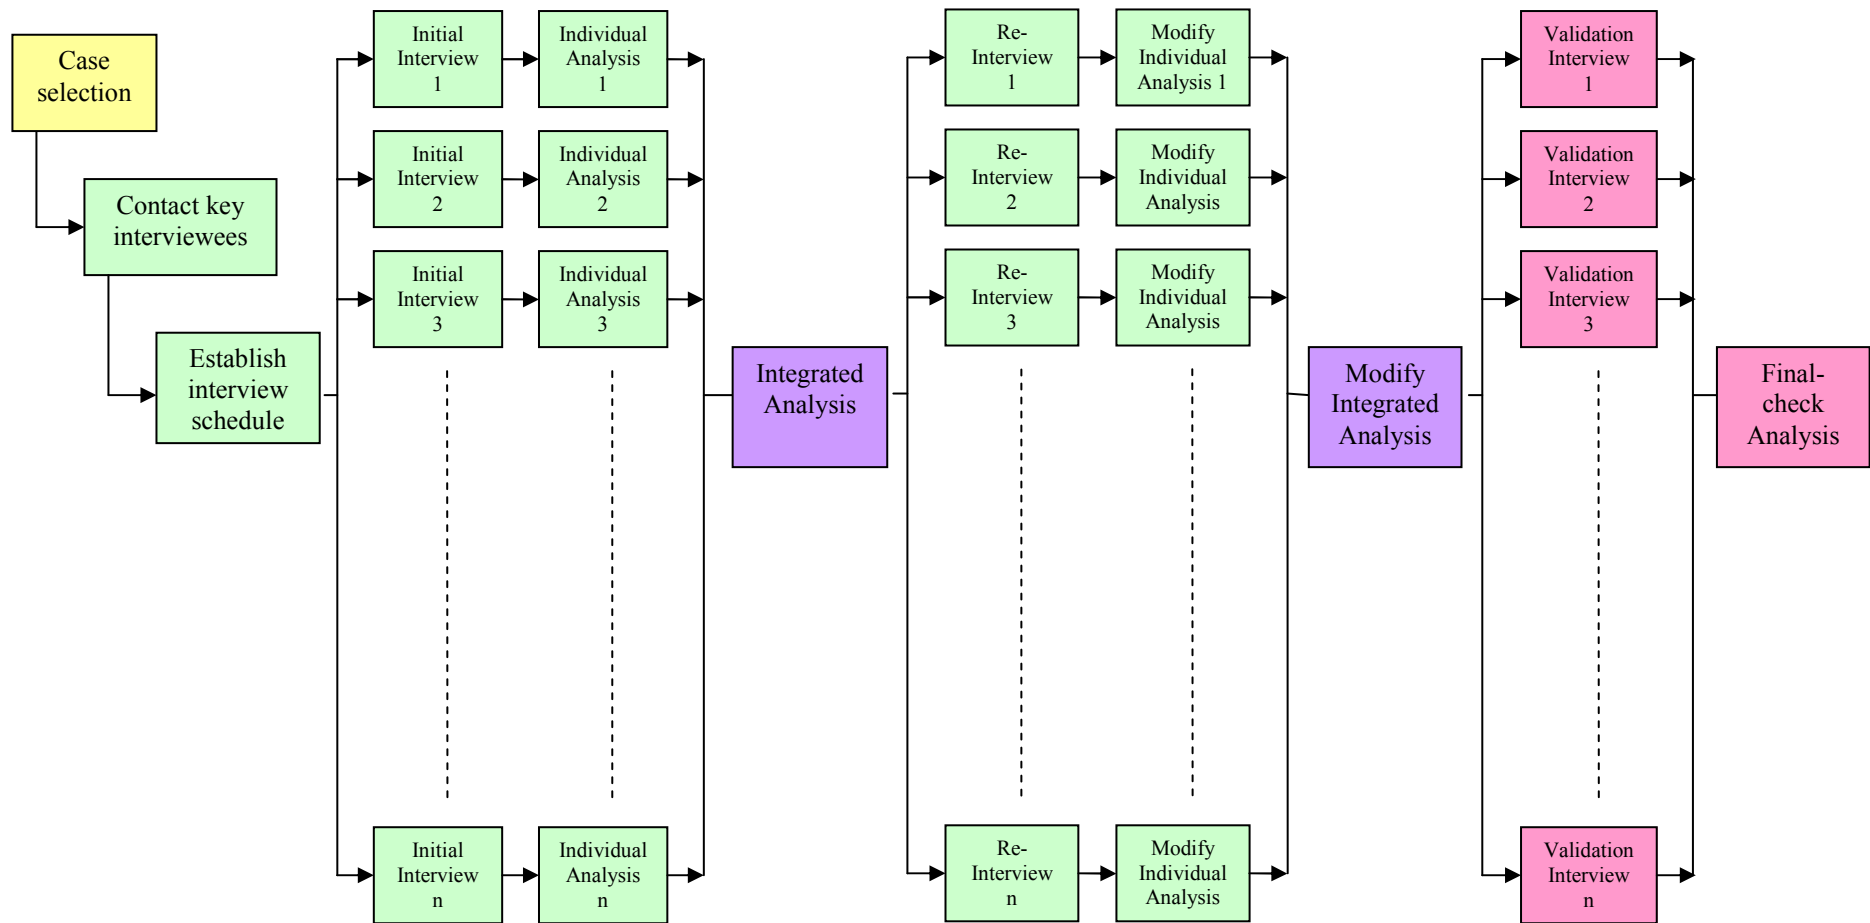 Case
selection
Contact key
interviewees
Establish
interview
schedule
Initial
Interview
1
Individual
Analysis
1
Initial
Interview
2
Individual
Analysis
2
Initial
Interview
3
Individual
Analysis
3
Initial
Interview
n
Individual
Analysis
n
Integrated
Analysis
Re-
Interview
1
Modify
Individual
Analysis 1
Re-
Interview
2
Modify
Individual
Analysis
Re-
Interview
3
Modify
Individual
Analysis
Re-
Interview
n
Modify
Individual
Analysis
Modify
Integrated
Analysis
Validation
Interview
1
Validation
Interview
2
Validation
Interview
3
Validation
Interview
n
Final-
check
Analysis